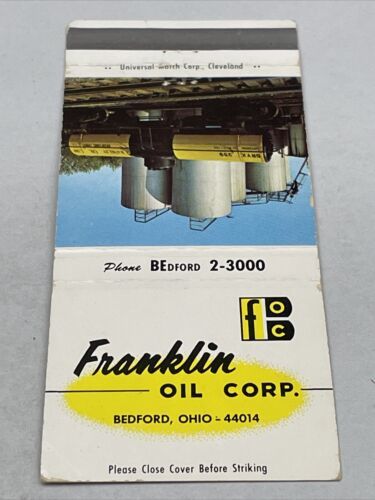 Universal Match Corp., Cleveland
Phone BEDFORD 2-3000
f o c
Franklin
OIL CORP.
BEDFORD, OHIO - 44014
Please Close Cover Before Striking